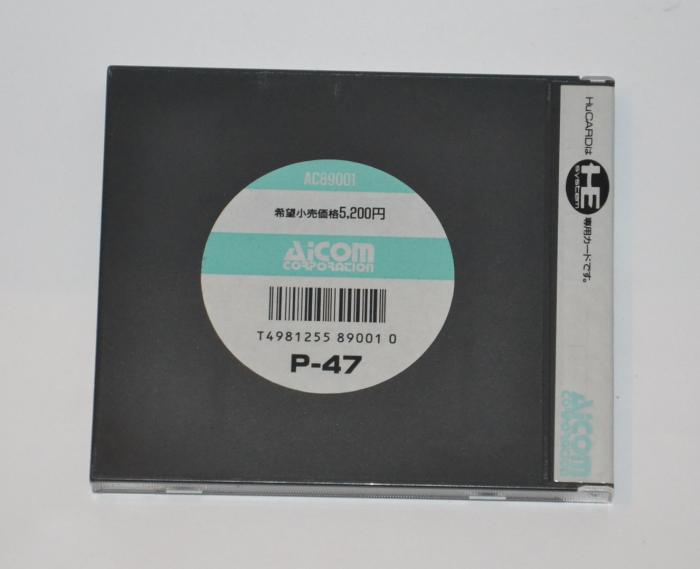 AC89001
希望小売価格5,200円
AiCOM
CORPORATION
T4981255 89001 0
P-47
HuCARDは
HE
system
専用カードです。
AiCOM
CORPORATION